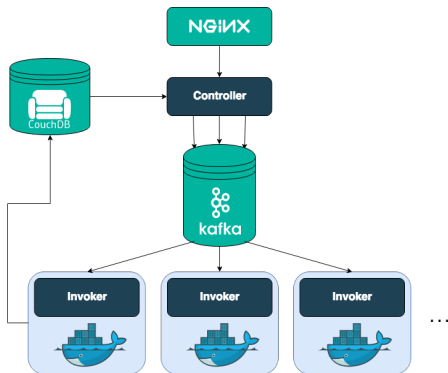 NGiNX
Controller
CouchDB
kafka
Invoker
Invoker
Invoker
...